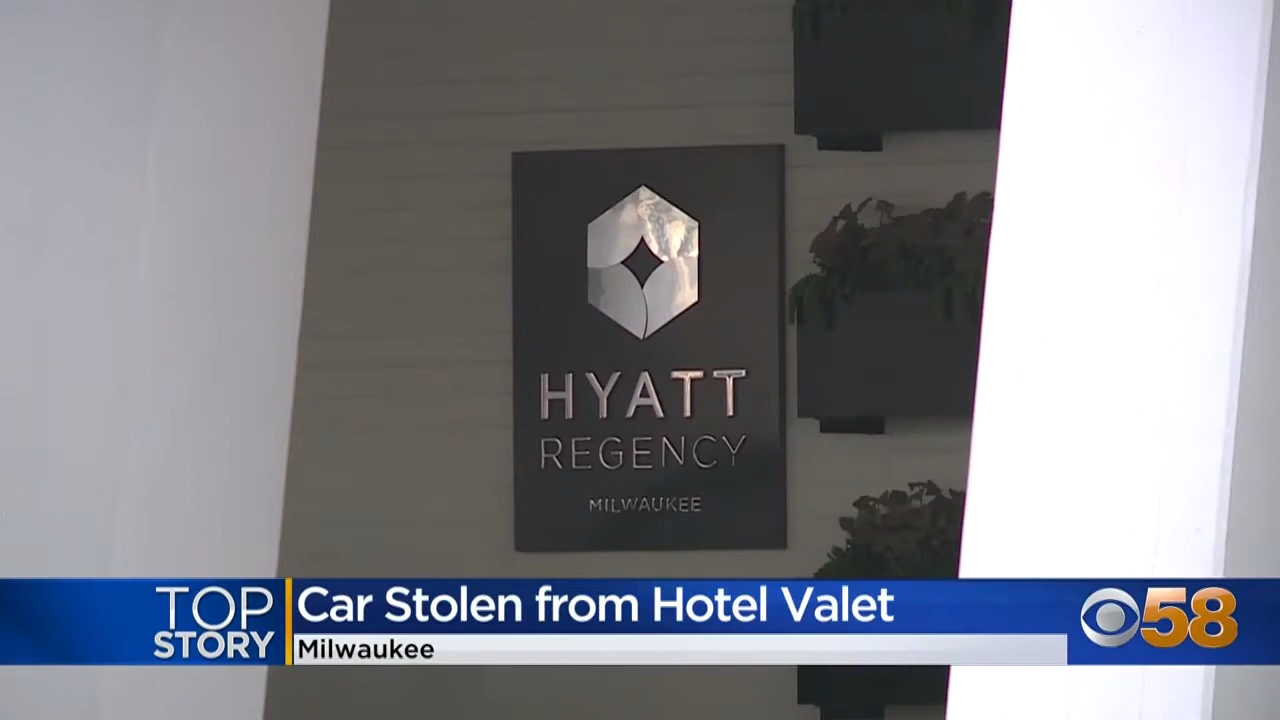 HYATT
REGENCY
MILWAUKEE
TOP
STORY
Car Stolen from Hotel Valet
Milwaukee
58